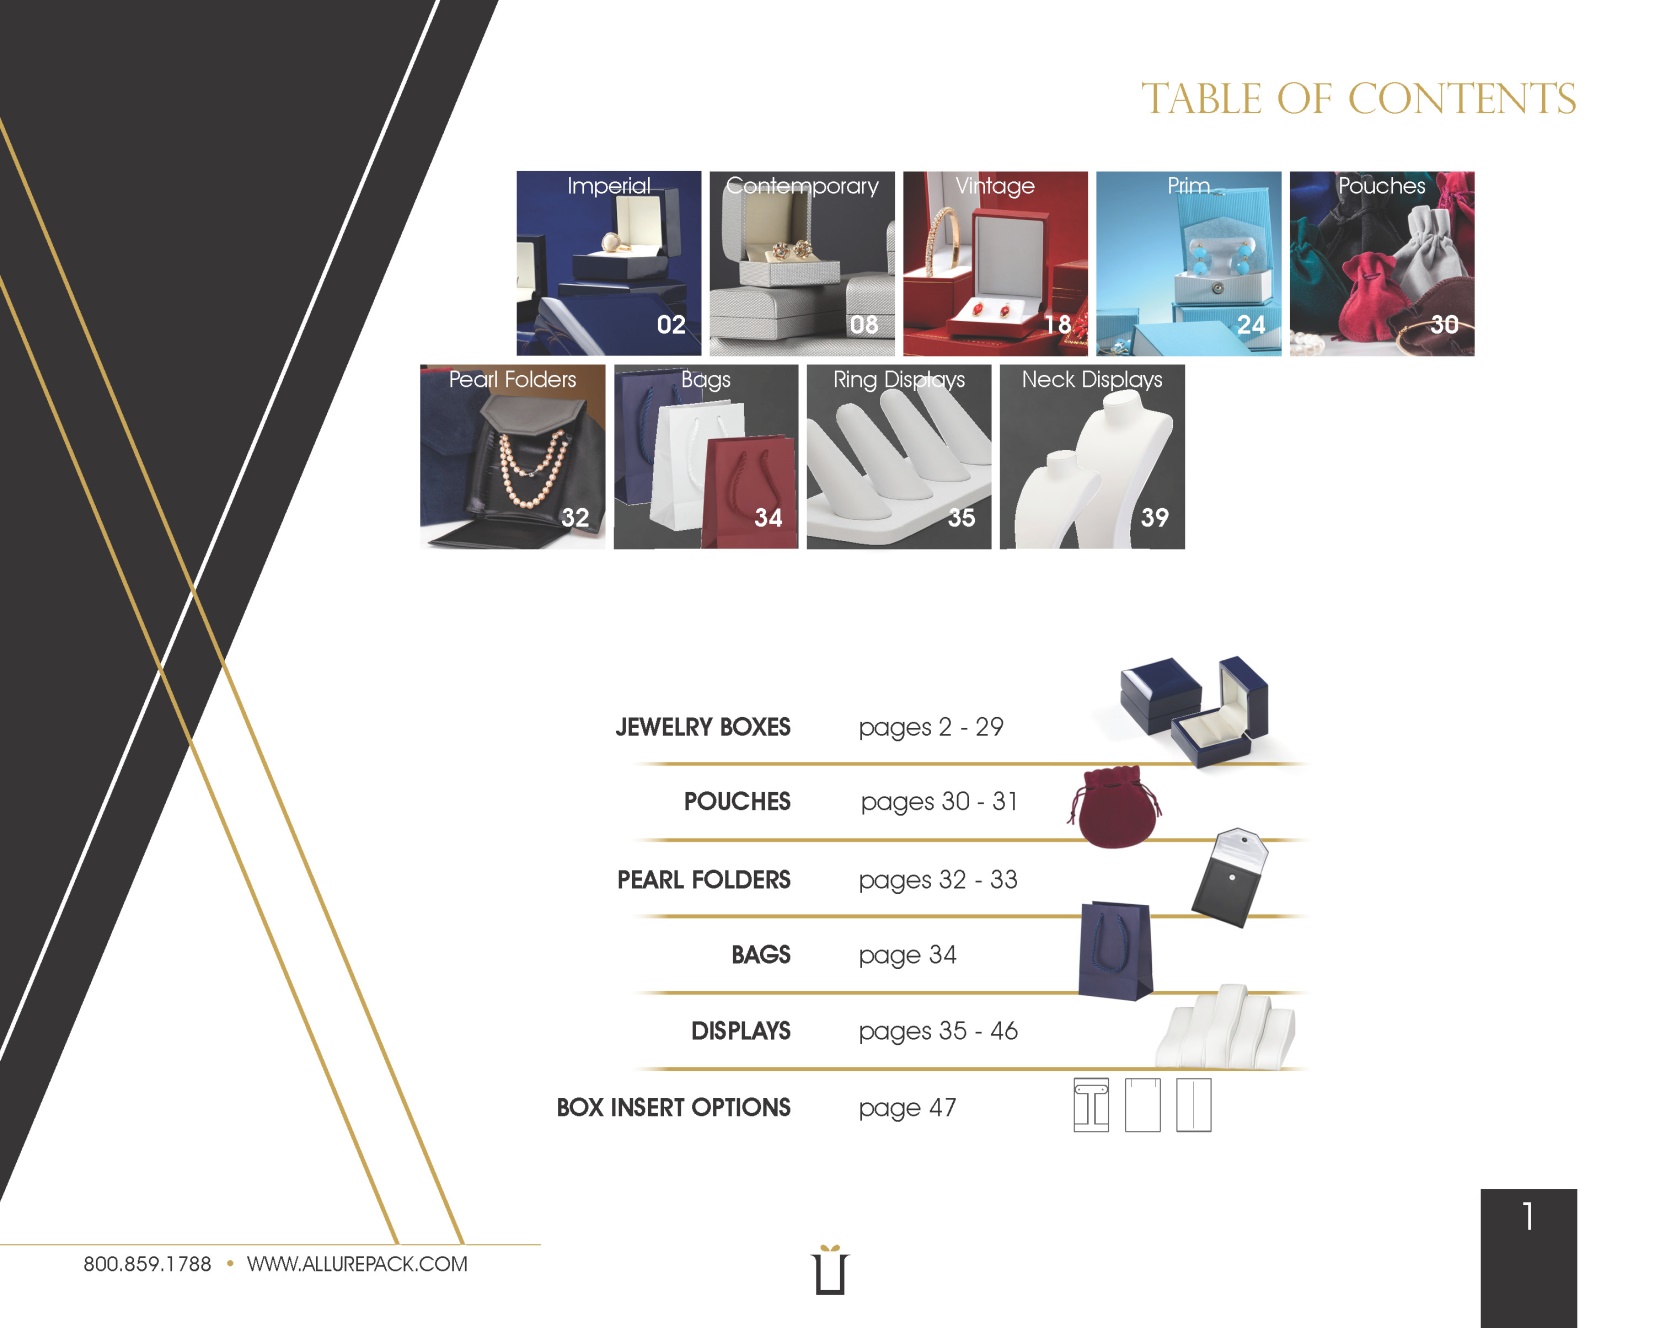 TABLE OF CONTENTS
Imperial
02
Contemporary
08
Vintage
18
Prim
24
Pouches
30
Pearl Folders
32
Bags
34
Ring Displays
35
Neck Displays
39
JEWELRY BOXES pages 2 - 29
POUCHES pages 30 - 31
PEARL FOLDERS pages 32 - 33
BAGS page 34
DISPLAYS pages 35 - 46
BOX INSERT OPTIONS page 47
800.859.1788 • WWW.ALLUREPACK.COM
1